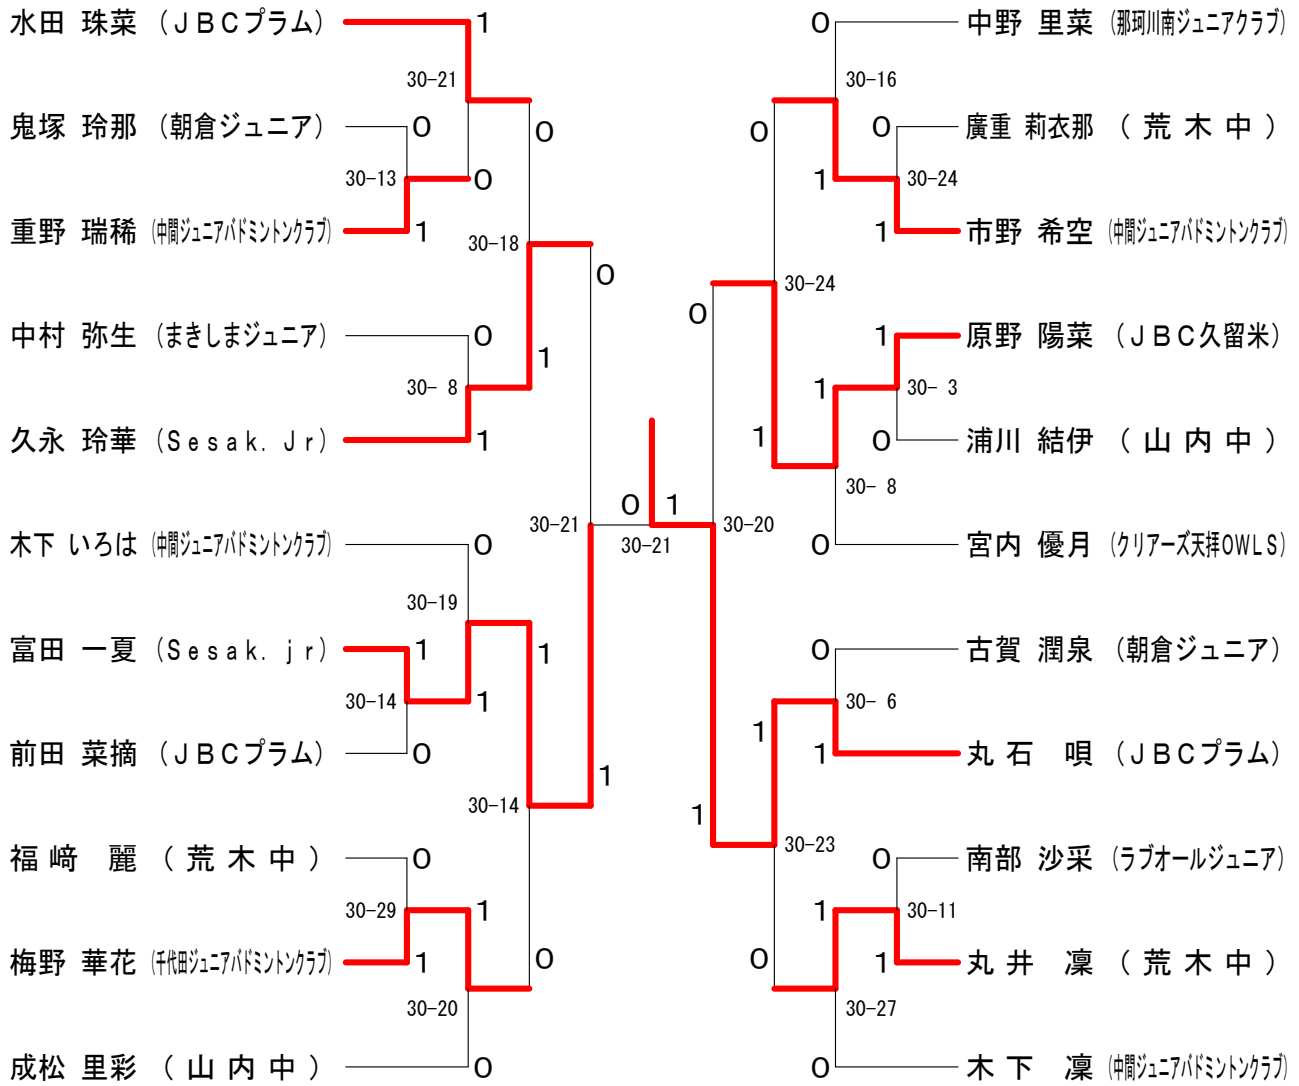 水田 珠菜 (ＪＢＣプラム)
1
30-21
鬼塚 玲那 (朝倉ジュニア)
0
0
30-13
0
重野 瑞稀 (中間ジュニアバドミントンクラブ)
1
30-18
0
中村 弥生 (まきしまジュニア)
0
1
30- 8
久永 玲華 (Sesak. Jr)
1
0
1
30-21
30-21
木下 いろは (中間ジュニアバドミントンクラブ)
0
30-19
富田 一夏 (Sesak. jr)
1
1
30-14
1
前田 菜摘 (ＪＢＣプラム)
0
1
30-14
福﨑 麗 (荒木中)
0
30-29
1
梅野 華花 (千代田ジュニアバドミントンクラブ)
1
0
30-20
成松 里彩 (山内中)
0
0
中野 里菜 (那珂川南ジュニアクラブ)
30-16
0
0
廣重 莉衣那 (荒木中)
1
30-24
1
市野 希空 (中間ジュニアバドミントンクラブ)
30-24
0
1
原野 陽菜 (ＪＢＣ久留米)
1
30- 3
1
0
浦川 結伊 (山内中)
30- 8
30-20
0
宮内 優月 (クリアーズ天拝OWLS)
0
古賀 潤泉 (朝倉ジュニア)
30- 6
1
1
丸石 唄 (ＪＢＣプラム)
1
30-23
0
南部 沙采 (ラブオールジュニア)
1
30-11
0
1
丸井 凜 (荒木中)
30-27
0
木下 凜 (中間ジュニアバドミントンクラブ)